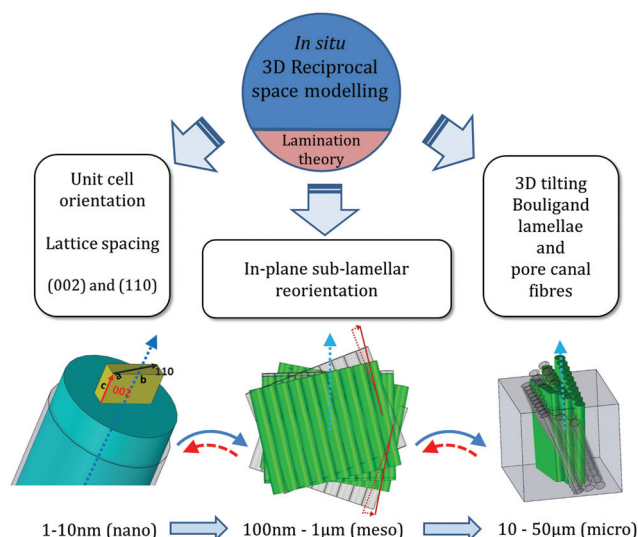 In situ
3D Reciprocal
space modelling
Lamination
theory
Unit cell
orientation
Lattice spacing
(002) and (110)
In-plane sub-lamellar
reorientation
3D tilting
Bouligand
lamellae
and
pore canal
fibres
110
a
b
c
002
1-10nm (nano)
100nm - 1μm (meso)
10 - 50μm (micro)